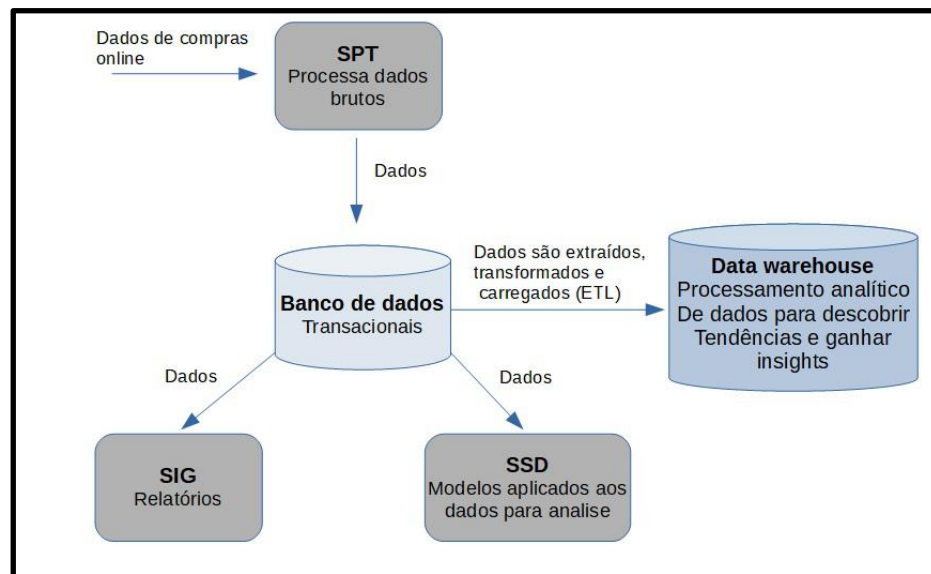 Dados de compras
online
SPT
Processa dados
brutos
Dados
Banco de dados
Transacionais
Dados são extraídos,
transformados e
carregados (ETL)
Data warehouse
Processamento analítico
De dados para descobrir
Tendências e ganhar
insights
Dados
Dados
SIG
Relatórios
SSD
Modelos aplicados aos
dados para analise